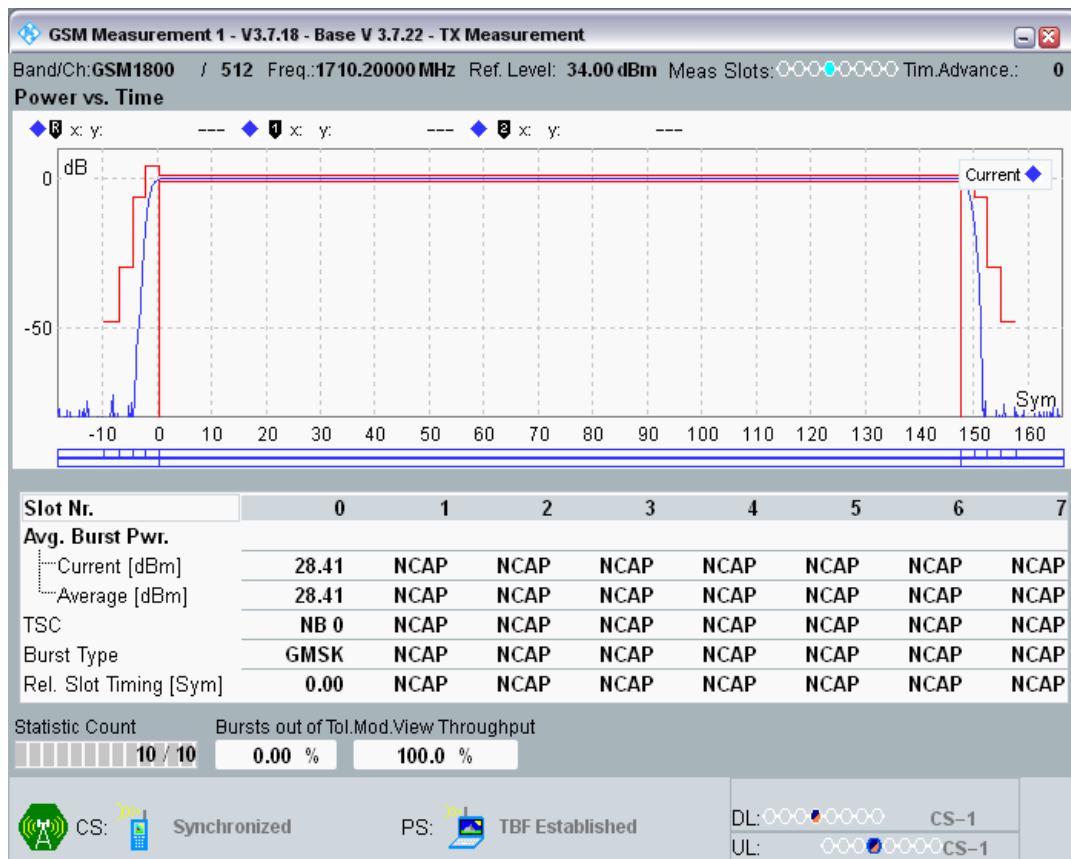 GSM Measurement 1 - V3.7.18 - Base V 3.7.22 - TX Measurement
Band/Ch:GSM1800 / 512 Freq.:1710.20000 MHz Ref. Level: 34.00 dBm Meas Slots: Tim.Advance.: 0
Power vs. Time
R x: y: --- 1 x: y: --- 2 x: y: ---
dB
0
Current
-50
Sym
-10 0 10 20 30 40 50 60 70 80 90 100 110 120 130 140 150 160
Slot Nr. 0 1 2 3 4 5 6 7
Avg. Burst Pwr.
Current [dBm] 28.41 NCAP NCAP NCAP NCAP NCAP NCAP NCAP
Average [dBm] 28.41 NCAP NCAP NCAP NCAP NCAP NCAP NCAP
TSC NB 0 NCAP NCAP NCAP NCAP NCAP NCAP NCAP
Burst Type GMSK NCAP NCAP NCAP NCAP NCAP NCAP NCAP
Rel. Slot Timing [Sym] 0.00 NCAP NCAP NCAP NCAP NCAP NCAP NCAP
Statistic Count Bursts out of Tol.Mod.View Throughput
10 / 10 0.00 % 100.0 %
DL: CS-1
CS: Synchronized PS: TBF Established
UL: CS-1